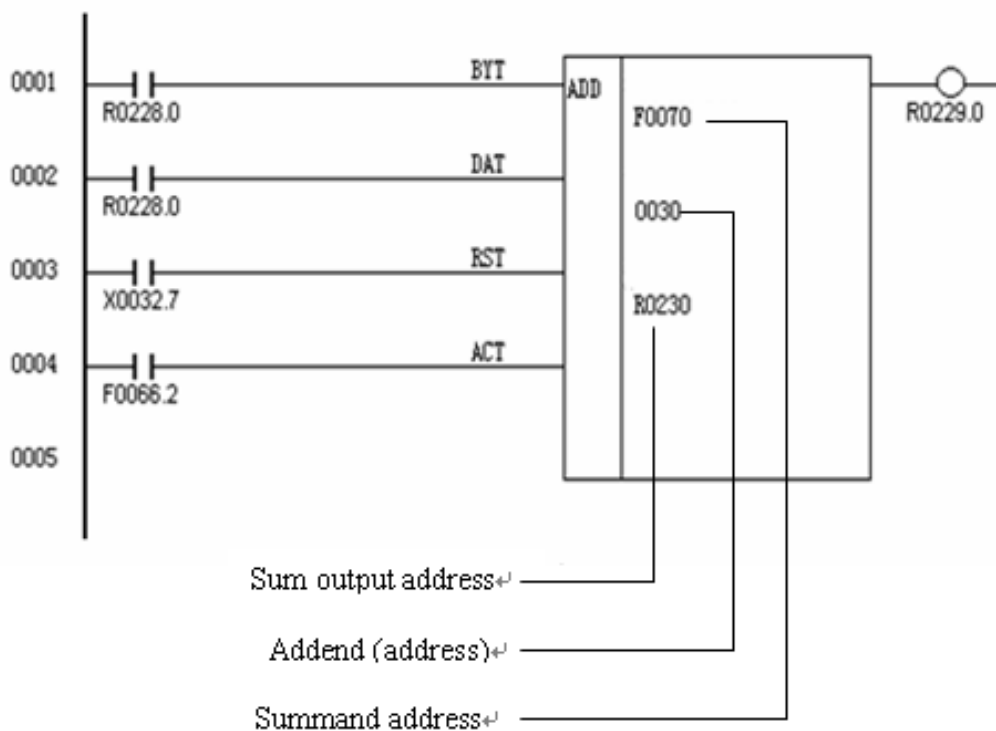 0001 BYT ADD
R0228.0 F0070 R0229.0
0002 DAT
R0228.0 0030
0003 RST
X0032.7 R0230
0004 ACT
F0066.2
0005
Sum output address↵
Addend (address)↵
Summand address↵